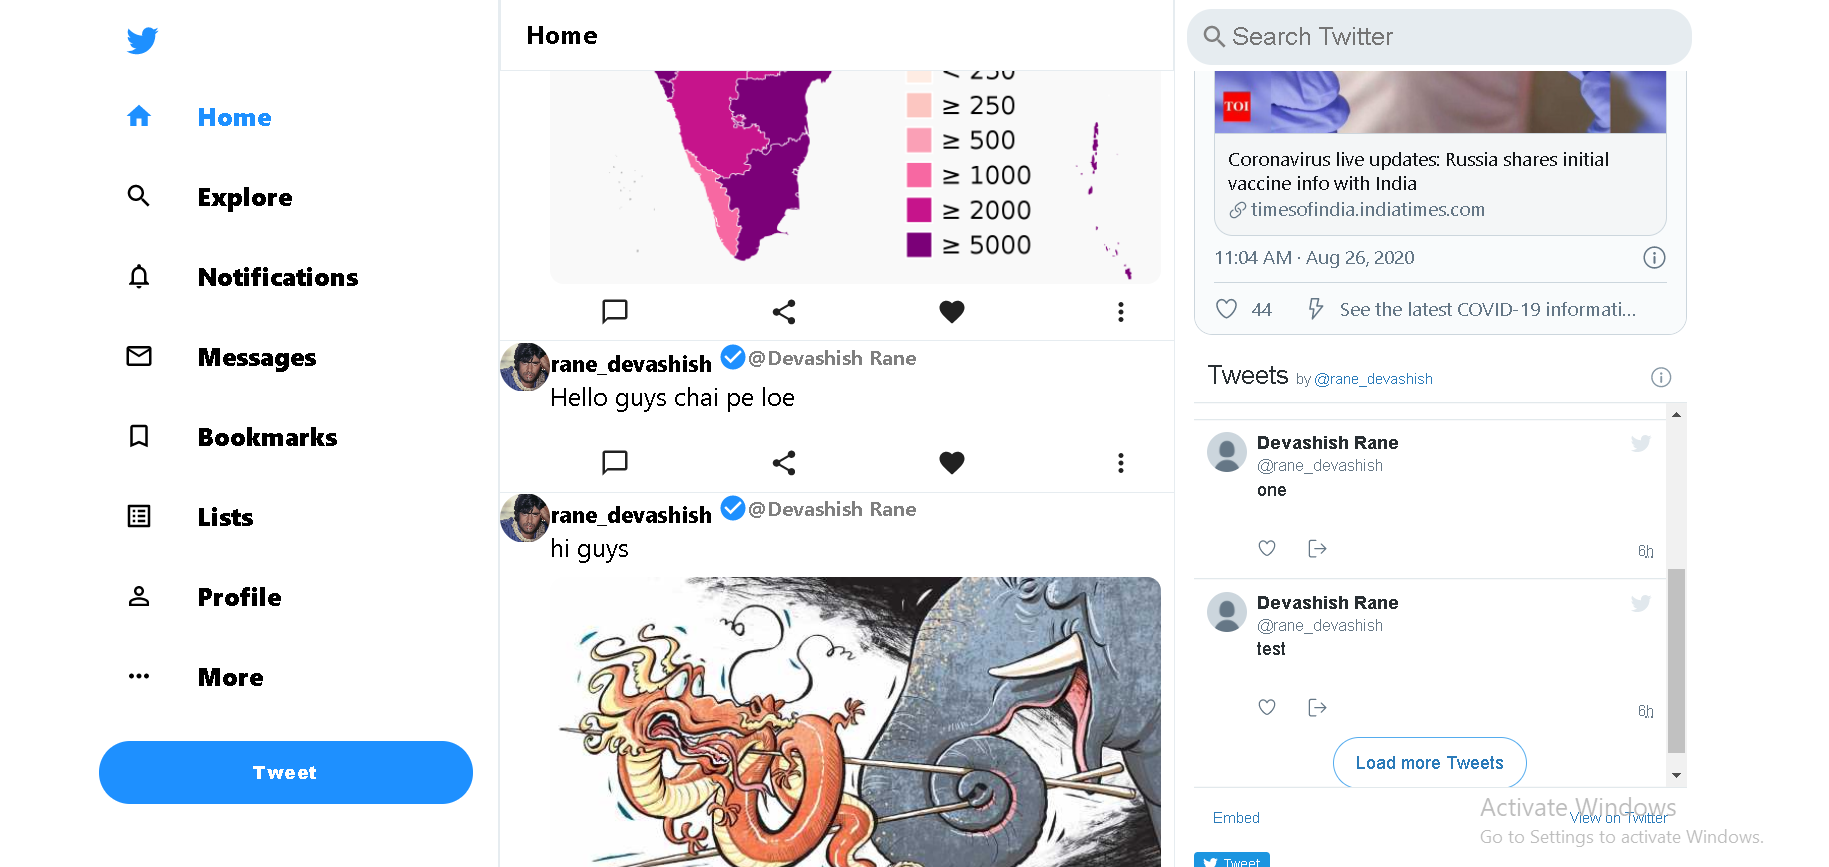 Home
Explore
Notifications
Messages
Bookmarks
Lists
Profile
More
Tweet
Home
< 250
≥ 250
≥ 500
≥ 1000
≥ 2000
≥ 5000
rane_devashish @Devashish Rane
Hello guys chai pe loe
rane_devashish @Devashish Rane
hi guys
Search Twitter
TOI
Coronavirus live updates: Russia shares initial
vaccine info with India
timesofindia.indiatimes.com
11:04 AM · Aug 26, 2020
44 See the latest COVID-19 informati...
Tweets by @rane_devashish
Devashish Rane
@rane_devashish
one
6h
Devashish Rane
@rane_devashish
test
6h
Load more Tweets
Embed
View on Twitter
Activate Windows
Go to Settings to activate Windows.
Tweet